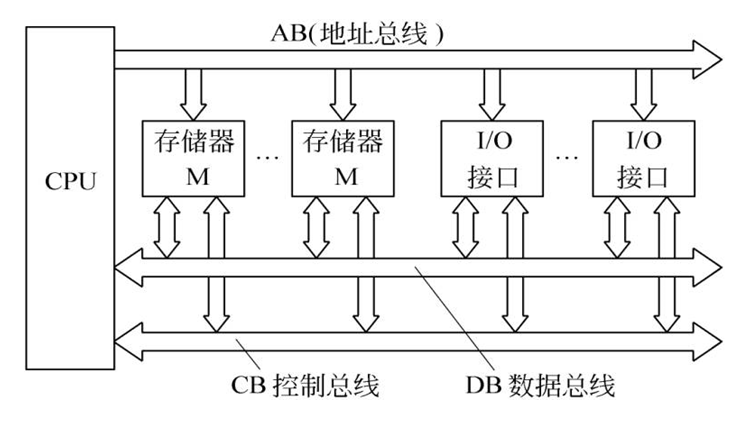 AB(地址总线)
CPU
存储器
M
…
存储器
M
I/O
接口
…
I/O
接口
CB 控制总线
DB 数据总线